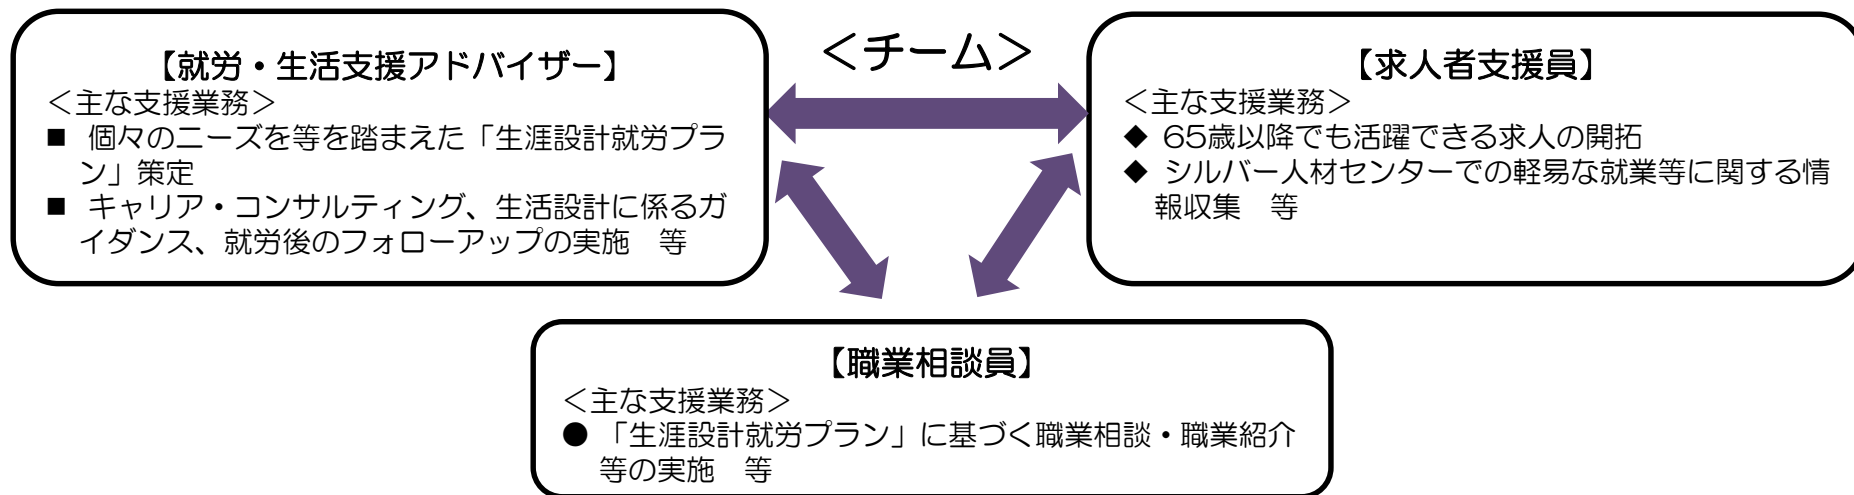 【就労・生活支援アドバイザー】
＜主な支援業務＞
■ 個々のニーズを等を踏まえた「生涯設計就労プラ
ン」策定
■ キャリア・コンサルティング、生活設計に係るガ
イダンス、就労後のフォローアップの実施　等
＜チーム＞
【求人者支援員】
＜主な支援業務＞
◆ 65歳以降でも活躍できる求人の開拓
◆ シルバー人材センターでの軽易な就業等に関する情
報収集　等
【職業相談員】
＜主な支援業務＞
● 「生涯設計就労プラン」に基づく職業相談・職業紹介
等の実施　等